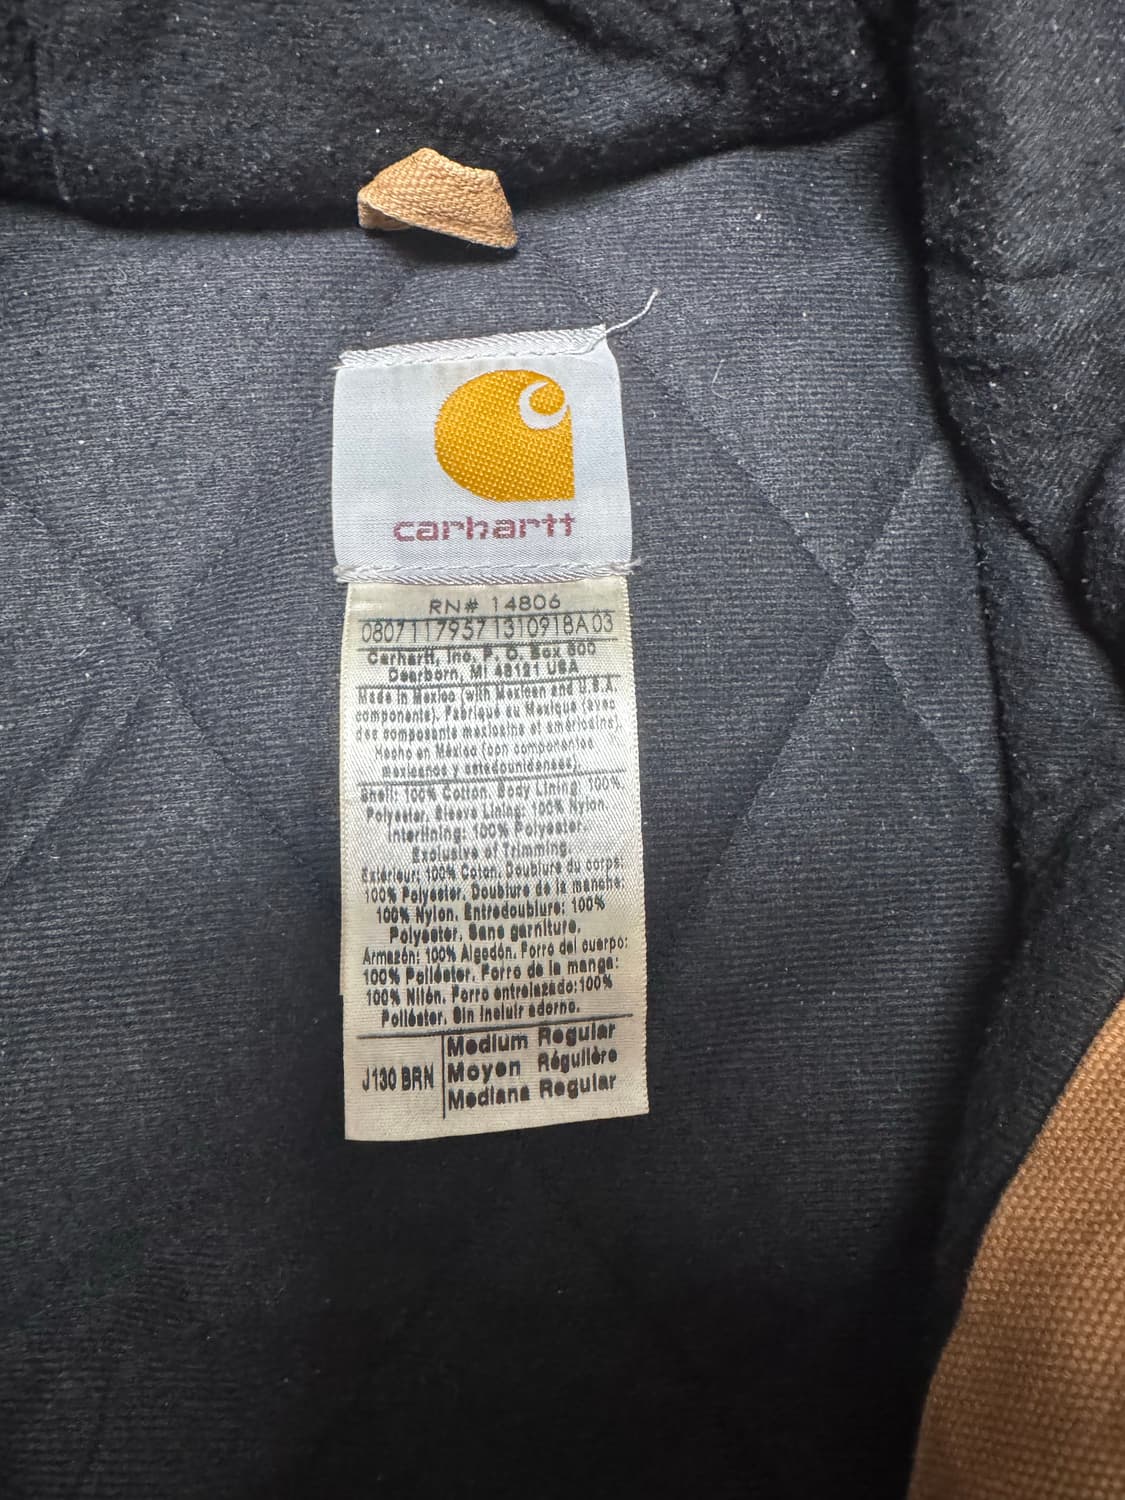 carhartt
RN# 14806
0807117957131091BA03
Carhartt, Inc. P. O. Box 600
Dearborn, MI 48121 USA
Made in Mexico (with Mexican and U.S.A.
components). Fabriqué au Mexique (avec
des composants mexicains et américains).
Hecho en México (con componentes
mexicanos y estadounidenses).
Shell: 100% Cotton. Body Lining: 100%
Polyester. Sleeve Lining: 100% Nylon.
Interlining: 100% Polyester.
Exclusive of Trimming.
Extérieur: 100% Coton. Doublure du corps:
100% Polyester. Doublure de la manche:
100% Nylon. Entredoublure: 100%
Polyester. Sans garniture.
Armazón: 100% Algodón. Forro del cuerpo:
100% Poliéster. Forro de la manga:
100% Nilón. Forro entrelazado:100%
Poliéster. Sin incluir adorno.
J130 BRN
Medium Regular
Moyen Régulière
Mediana Regular